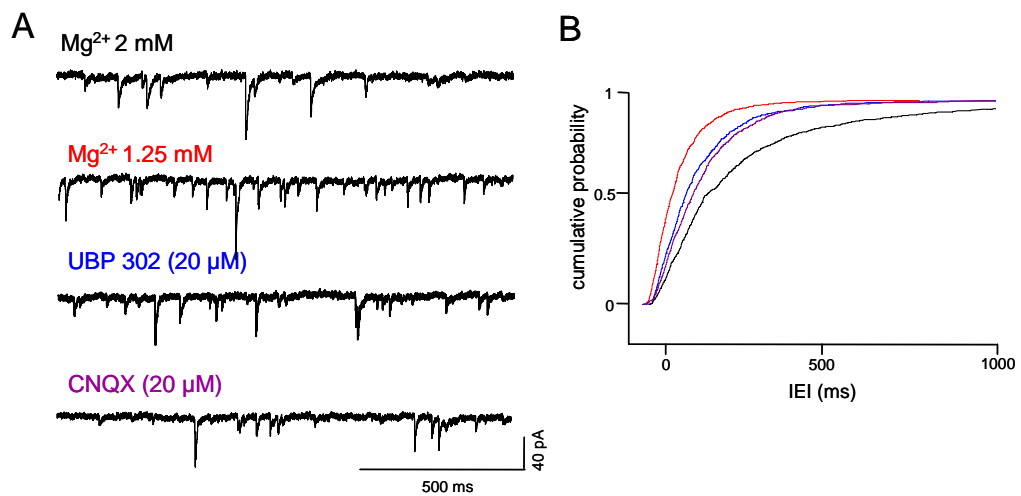 A
Mg²⁺ 2 mM
Mg²⁺ 1.25 mM
UBP 302 (20 µM)
CNQX (20 µM)
40 pA
500 ms
B
cumulative probability
1
0.5
0
0
500
1000
IEI (ms)